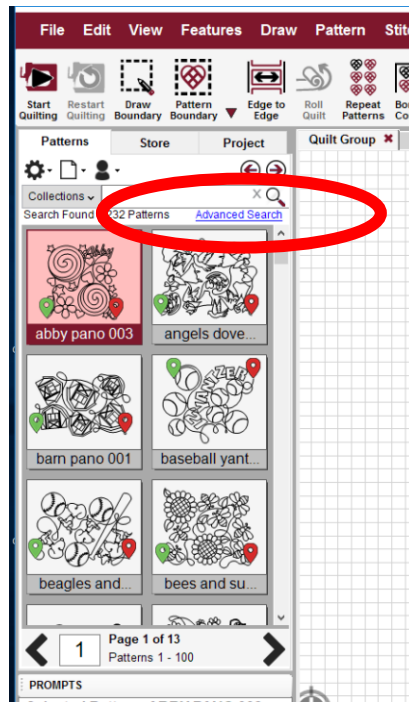 File Edit View Features Draw Pattern
Start Quilting Restart Quilting Draw Boundary Pattern Boundary Edge to Edge Roll Quilt Repeat Patterns
Patterns Store Project Quilt Group
Collections
Search Found 232 Patterns Advanced Search
abby pano 003 angels dove...
barn pano 001 baseball yant...
beagles and... bees and su...
1 Page 1 of 13
Patterns 1 - 100
PROMPTS